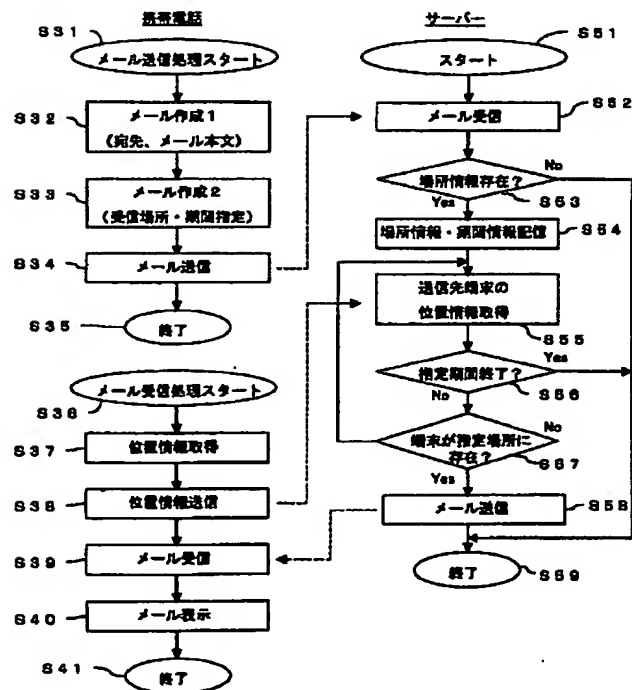 携帯電話
S31
メール送信処理スタート
S32
メール作成1
(宛先、メール本文)
S33
メール作成2
(受信場所・期間指定)
S34
メール送信
S35
終了
S36
メール受信処理スタート
S37
位置情報取得
S38
位置情報送信
S39
メール受信
S40
メール表示
S41
終了
サーバー
S51
スタート
S52
メール受信
場所情報存在?
No
Yes
S53
場所情報・期間情報配信
S54
送信先端末の
位置情報取得
S55
指定期間終了?
Yes
No
S56
端末が指定場所に
存在?
No
Yes
S57
メール送信
S58
終了
S59